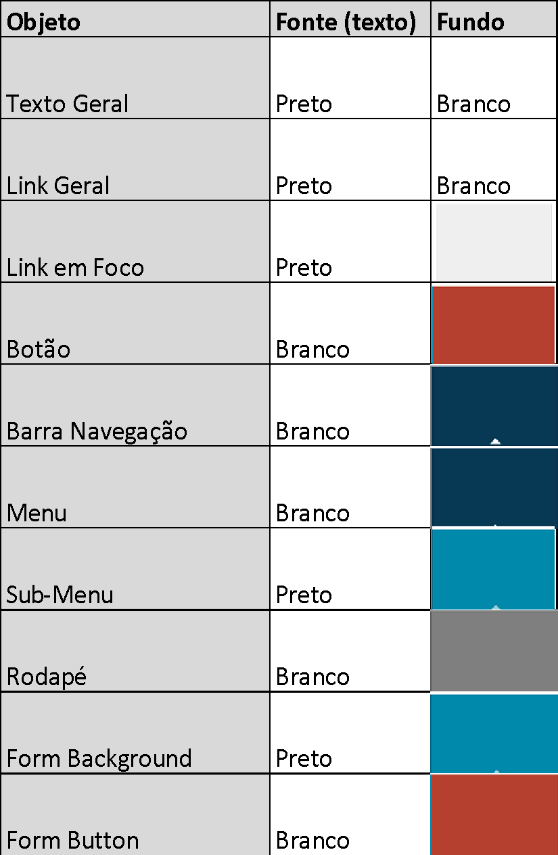 Objeto Fonte (texto) Fundo
Texto Geral Preto Branco
Link Geral Preto Branco
Link em Foco Preto
Botão Branco
Barra Navegação Branco
Menu Branco
Sub-Menu Preto
Rodapé Branco
Form Background Preto
Form Button Branco